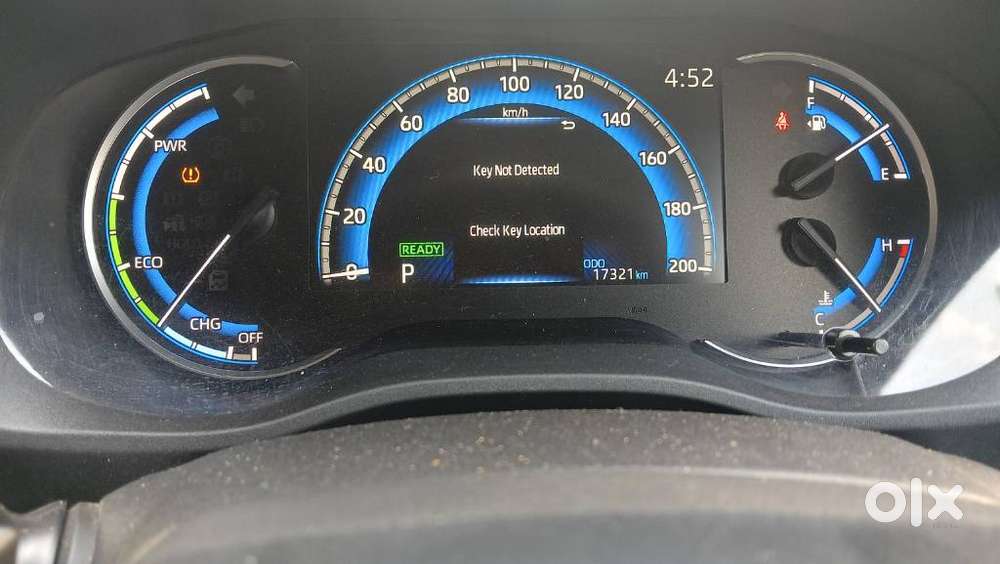 PWR
ECO
CHG
OFF
0
20
40
60
80
100
120
140
160
180
200
km/h
4:52
Key Not Detected
Check Key Location
READY
P
ODO
17321 km
F
E
H
C
olx